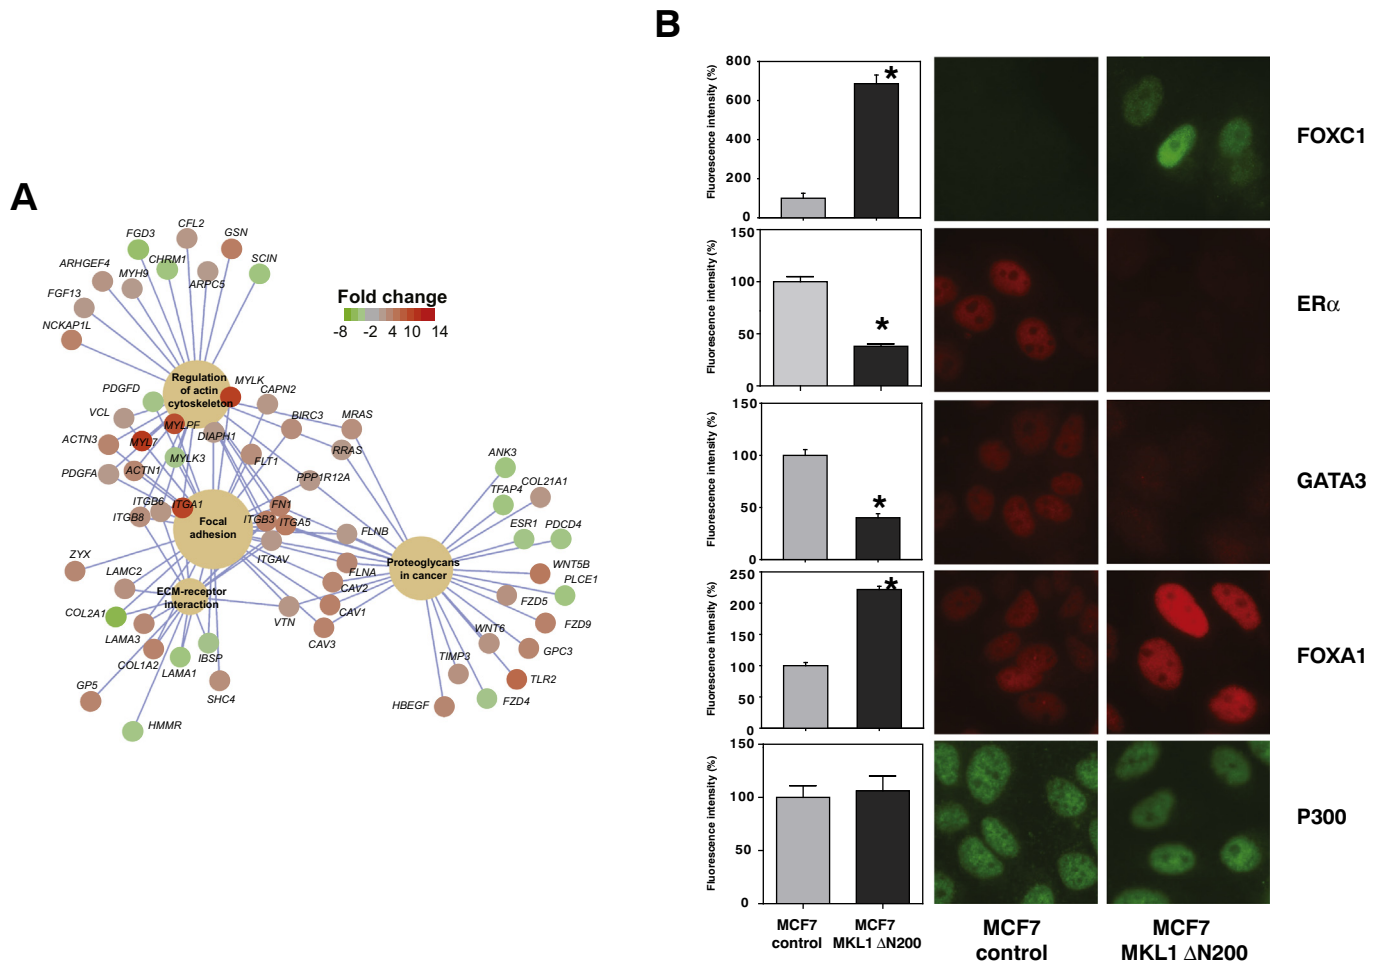 A
CFL2
FGD3
GSN
CHRM1
SCIN
ARHGEF4
MYH9
ARPC5
FGF13
NCKAP1L
Fold change
-8 -2 4 10 14
Regulation
of actin
cytoskeleton
MYLK
PDGFD
CAPN2
VCL
MYLPF
BIRC3
MRAS
ACTN3
MYL7
DIAPH1
RRAS
MYLK3
FLT1
PDGFA
ACTN1
PPP1R12A
ANK3
TFAP4
COL21A1
ITGB6
ITGA1
FN1
ITGB8
ITGB3
ITGA5
Focal
adhesion
FLNB
ESR1
PDCD4
ITGAV
ZYX
LAMC2
FLNA
Proteoglycans
in cancer
WNT5B
PLCE1
ECM-receptor
interaction
CAV2
COL2A1
CAV1
FZD5
VTN
FZD9
LAMA3
CAV3
WNT6
COL1A2
IBSP
LAMA1
TIMP3
GPC3
TLR2
GP5
SHC4
HBEGF
FZD4
HMMR
B
Fluorescence intensity (%)
800
600
400
200
0
*
FOXC1
Fluorescence intensity (%)
150
100
50
0
*
ERα
Fluorescence intensity (%)
150
100
50
0
*
GATA3
Fluorescence intensity (%)
250
200
150
100
50
0
*
FOXA1
Fluorescence intensity (%)
150
100
50
0
P300
MCF7
control
MCF7
MKL1 ΔN200
MCF7
control
MCF7
MKL1 ΔN200